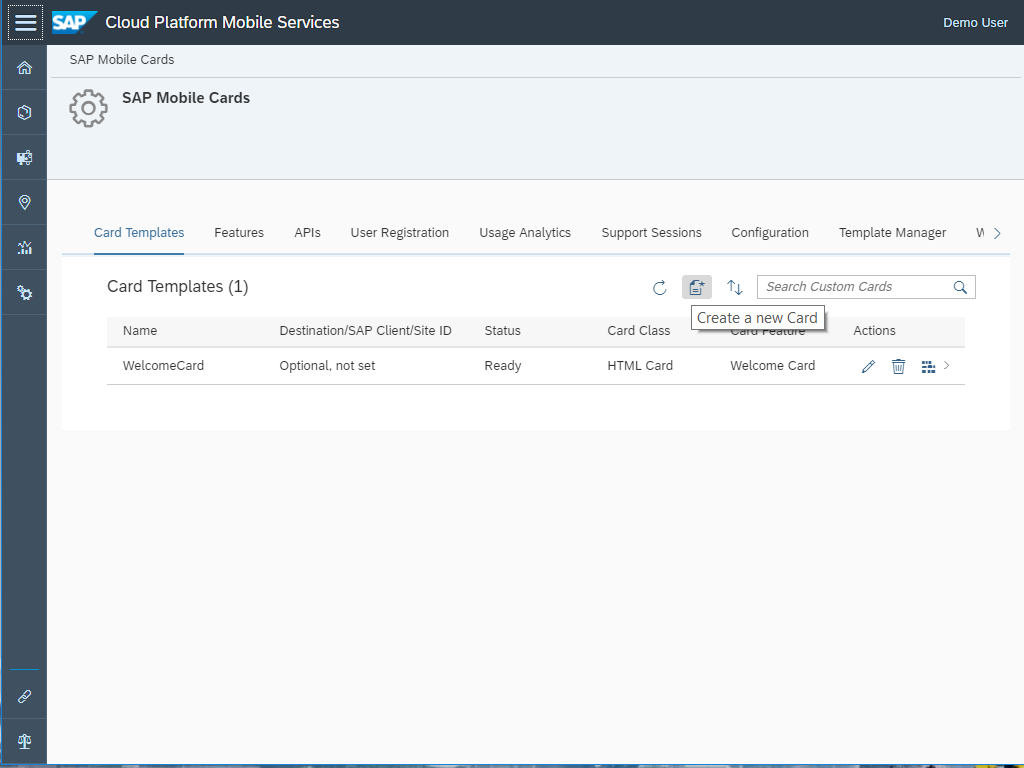 SAP Cloud Platform Mobile Services Demo User
SAP Mobile Cards
SAP Mobile Cards
Card Templates Features APIs User Registration Usage Analytics Support Sessions Configuration Template Manager
Card Templates (1) Search Custom Cards
Create a new Card
Name Destination/SAP Client/Site ID Status Card Class Card Feature Actions
WelcomeCard Optional, not set Ready HTML Card Welcome Card